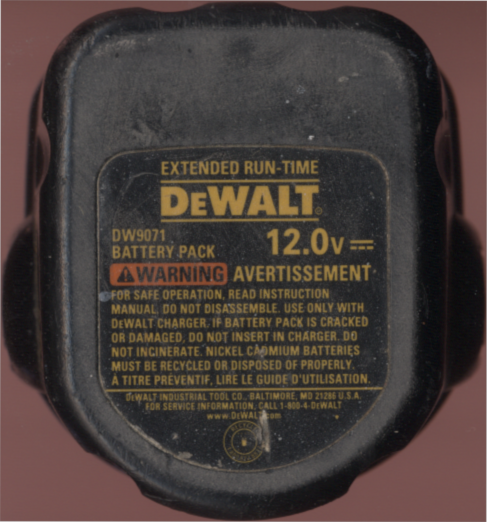 EXTENDED RUN-TIME
DEWALT
DW9071
BATTERY PACK
12.0V
WARNING AVERTISSEMENT
FOR SAFE OPERATION, READ INSTRUCTION
MANUAL. DO NOT DISASSEMBLE. USE ONLY WITH
DEWALT CHARGER. IF BATTERY PACK IS CRACKED
OR DAMAGED, DO NOT INSERT IN CHARGER. DO
NOT INCINERATE. NICKEL CADMIUM BATTERIES
MUST BE RECYCLED OR DISPOSED OF PROPERLY.
À TITRE PRÉVENTIF, LIRE LE GUIDE D'UTILISATION.
DEWALT INDUSTRIAL TOOL CO., BALTIMORE, MD 21286 U.S.A.
FOR SERVICE INFORMATION, CALL 1-800-4-DEWALT
www.DEWALT.com